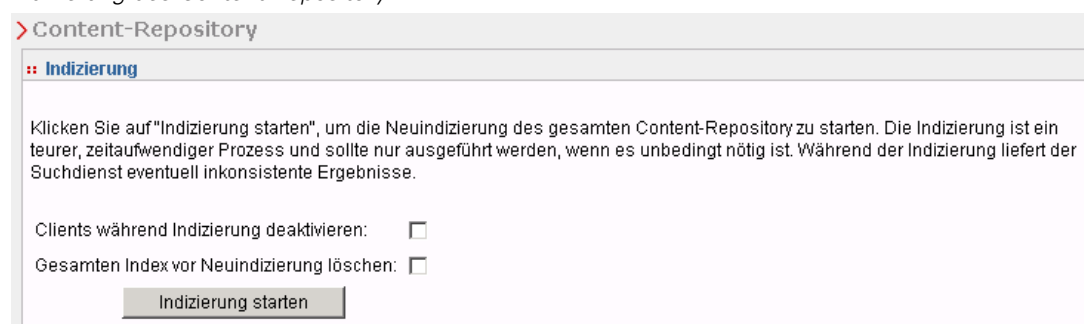 Content-Repository
Indizierung
Klicken Sie auf "Indizierung starten", um die Neuindizierung des gesamten Content-Repository zu starten. Die Indizierung ist ein
teurer, zeitaufwendiger Prozess und sollte nur ausgeführt werden, wenn es unbedingt nötig ist. Während der Indizierung liefert der
Suchdienst eventuell inkonsistente Ergebnisse.
Clients während Indizierung deaktivieren:
Gesamten Index vor Neuindizierung löschen:
Indizierung starten